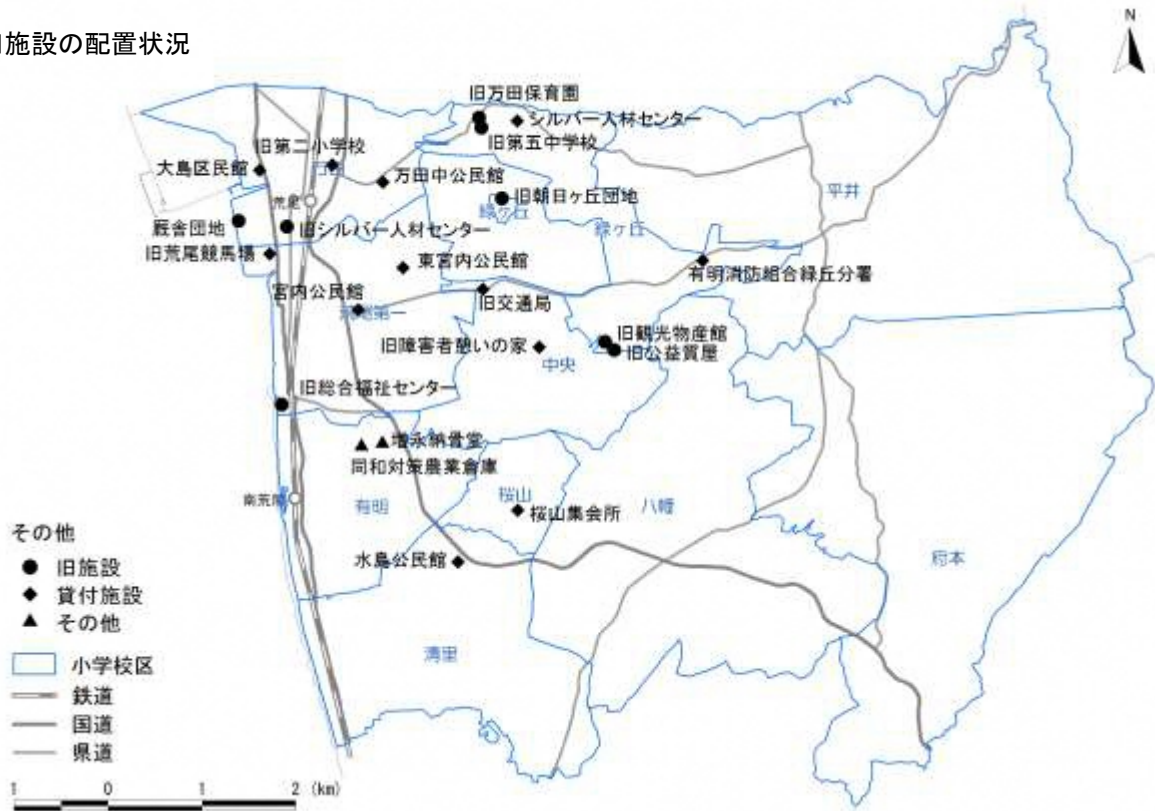 施設の配置状況
N
旧万田保育園
シルバー人材センター
旧第五中学校
旧第二小学校
大島区民館
万田中公民館
旧朝日ヶ丘団地
緑ヶ丘
平井
荒尾
厩舎団地
旧シルバー人材センター
緑ヶ丘
旧荒尾競馬場
東宮内公民館
有明消防組合緑丘分署
宮内公民館
旧交通局
旧観光物産館
旧障害者憩いの家
旧公益質屋
中央
旧総合福祉センター
増永納骨堂
同和対策農業倉庫
南荒尾
有明
桜山
八幡
桜山集会所
水島公民館
府本
清里
その他
旧施設
貸付施設
その他
小学校区
鉄道
国道
県道
1 0 1 2 (km)